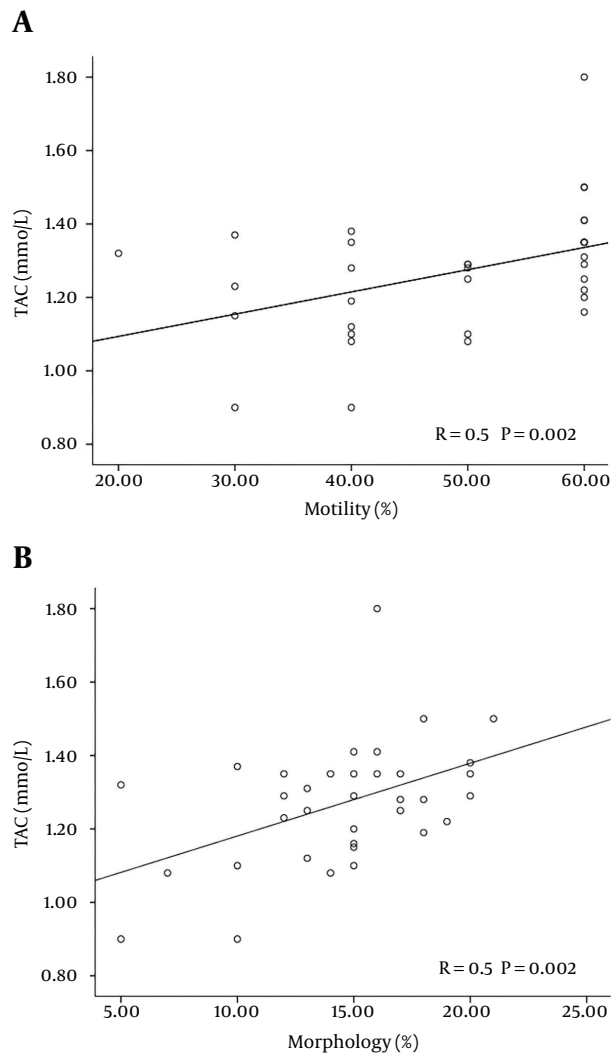 A
1.80
1.60
1.40
1.20
1.00
0.80
TAC (mmo/L)
R = 0.5 P = 0.002
20.00 30.00 40.00 50.00 60.00
Motility (%)
B
1.80
1.60
1.40
1.20
1.00
0.80
TAC (mmo/L)
R = 0.5 P = 0.002
5.00 10.00 15.00 20.00 25.00
Morphology (%)